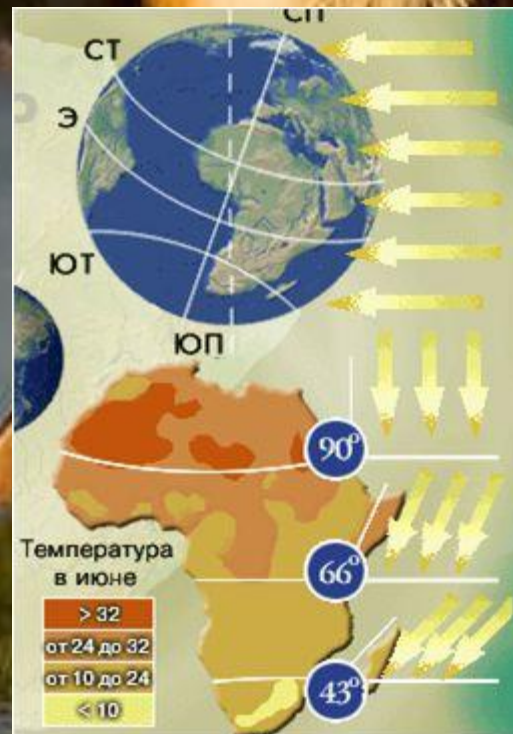 СП
СТ
Э
ЮТ
ЮП
90°
Температура
в июне
66°
> 32
от 24 до 32
от 10 до 24
< 10
43°